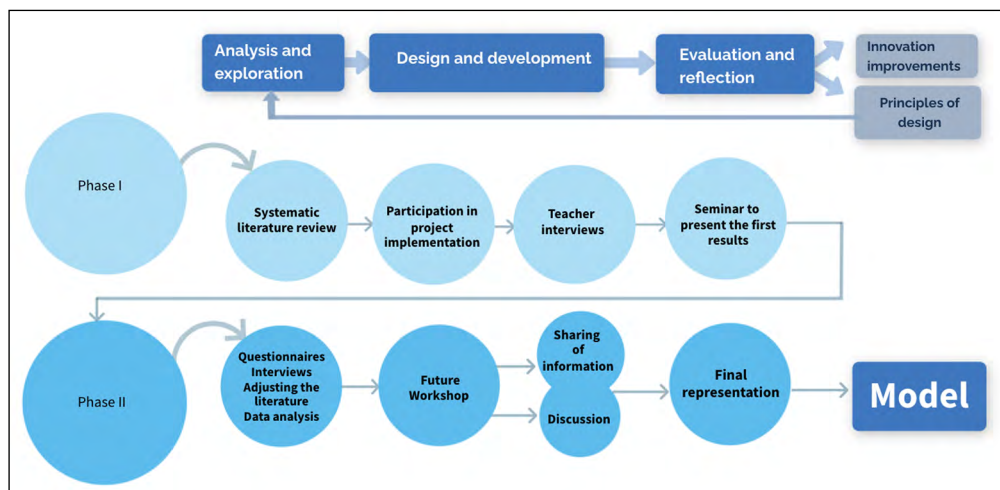 Analysis and
exploration
Design and development
Evaluation and
reflection
Innovation
improvements
Principles of
design
Phase I
Systematic
literature review
Participation in
project
implementation
Teacher
interviews
Seminar to
present the first
results
Phase II
Questionnaires
Interviews
Adjusting the
literature
Data analysis
Future
Workshop
Sharing
of
information
Discussion
Final
representation
Model